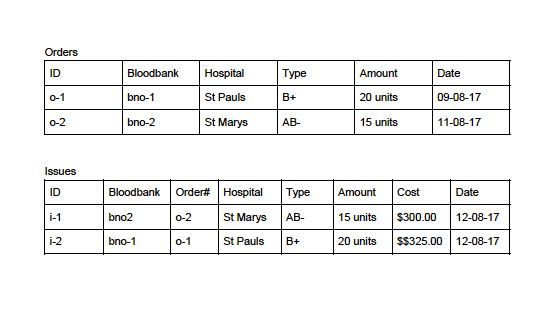 Orders
ID Bloodbank Hospital Type Amount Date
o-1 bno-1 St Pauls B+ 20 units 09-08-17
o-2 bno-2 St Marys AB- 15 units 11-08-17
Issues
ID Bloodbank Order# Hospital Type Amount Cost Date
i-1 bno2 o-2 St Marys AB- 15 units $300.00 12-08-17
i-2 bno-1 o-1 St Pauls B+ 20 units $$325.00 12-08-17